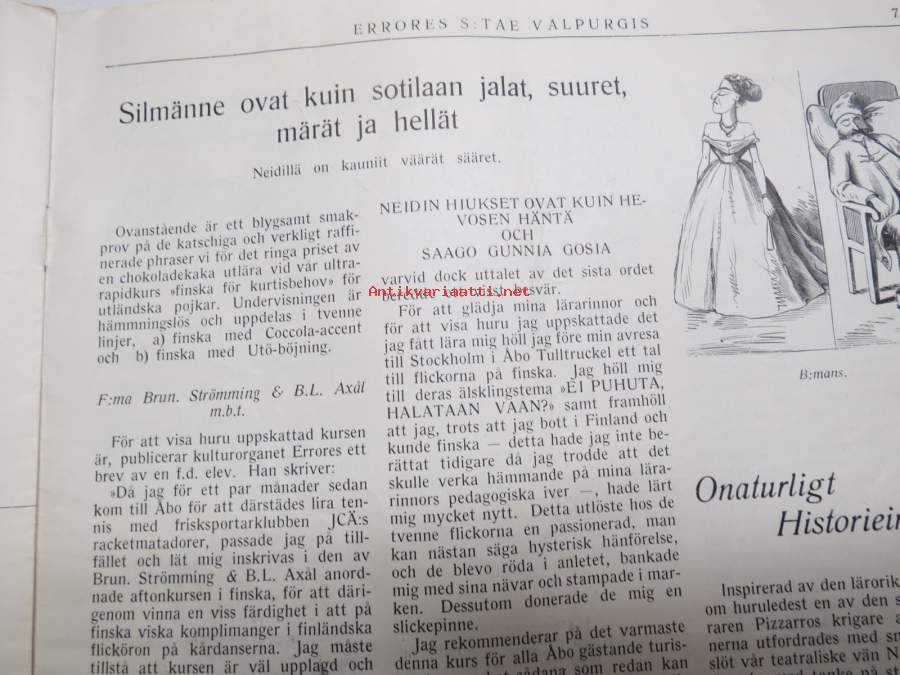 ERRORES S:TAE VALPURGIS
7
Silmänne ovat kuin sotilaan jalat, suuret,
märät ja hellät
Neidillä on kauniit väärät sääret.
Ovanstående är ett blygsamt smak-
prov på de katschiga och verkligt raffi-
nerade phraser vi för det ringa priset av
en chokoladekaka utlära vid vår ultra-
rapidkurs »finska för kurtisbehov» för
utländska pojkar. Undervisningen är
hämmningslös och uppdelas i tvenne
linjer, a) finska med Coccola-accent
och b) finska med Utö-böjning.
F:ma Brun. Strömming & B.L. Axål
m.b.t.
För att visa huru uppskattad kursen
är, publicerar kulturorganet Errores ett
brev av en f.d. elev. Han skriver:
»Då jag för ett par månader sedan
kom till Åbo för att därstädes lira ten-
nis med frisksportarklubben JCÄ:s
racketmatadorer, passade jag på till-
fället och lät mig inskrivas i den av
Brun. Strömming & B.L. Axål anord-
nade aftonkursen i finska, för att däri-
genom vinna en viss färdighet i att på
finska viska komplimanger i finländska
flicköron på kårdanserna. Jag måste
tillstå att kursen är väl upplagd och
NEIDIN HIUKSET OVAT KUIN HE-
VOSEN HÄNTÄ
OCH
SAAGO GUNNIA GOSIA
varvid dock uttalet av det sista ordet
beredde en visst besvär.
Antikvariaatti.net
För att glädja mina lärarinnor och
för att visa huru jag uppskattade det
jag fått lära mig höll jag före min avresa
till Stockholm i Åbo Tulltruckel ett tal
till flickorna på finska. Jag höll mig
till deras älsklingstema »EI PUHUTA,
HALATAAN VAAN?» samt framhöll
att jag, trots att jag bott i Finland och
kunde finska — detta hade jag inte be-
rättat tidigare då jag trodde att det
skulle verka hämmande på mina lära-
rinnors pedagogiska iver —, hade lärt
mig mycket nytt. Detta utlöste hos de
tvenne flickorna en passionerad, man
kan nästan säga hysterisk hänförelse,
och de blevo röda i anletet, bankade
mig med sina nävar och stampade i mar-
ken. Dessutom donerade de mig en
slickepinne.
Jag rekommenderar på det varmaste
denna kurs för alla Åbo gästande turis-
sådana som redan kan
B:mans.
Onaturligt
Inspirerad av den
om huruledest en av den
raren Pizzarros krigare
nerna utfordrades med
slöt vår teatraliske vän